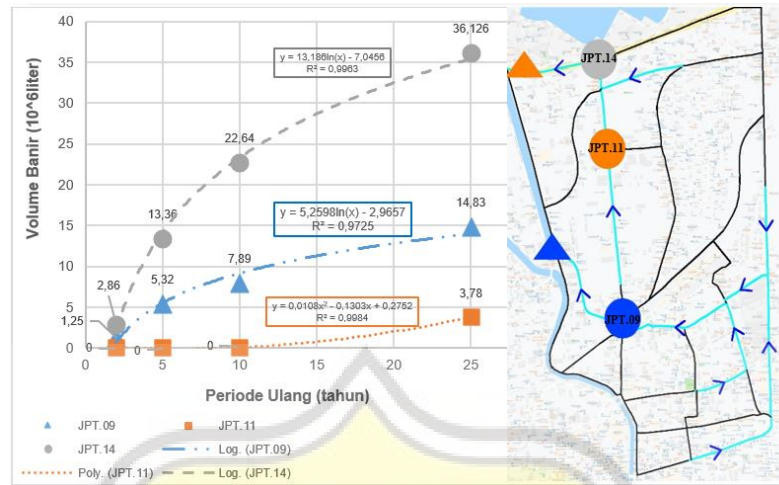 Volume Banjir (10^6liter)
40
35
30
25
20
15
10
5
0
36,126
y = 13,186ln(x) - 7,0456
R² = 0,9963
22,64
y = 5,2598ln(x) - 2,9657
R² = 0,9725
14,83
13,36
7,89
5,32
2,86
1,25
y = 0,0108x² - 0,1303x + 0,2752
R² = 0,9984
3,78
0
0
0
0 5 10 15 20 25
Periode Ulang (tahun)
JPT.09 JPT.11
JPT.14 Log. (JPT.09)
Poly. (JPT.11) Log. (JPT.14)
JPT.14
JPT.11
JPT.09